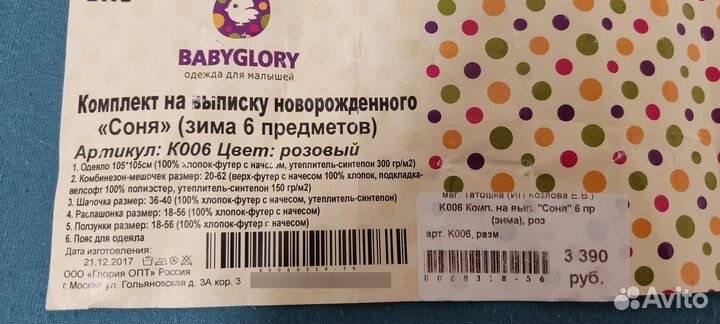 BABYGLORY
одежда для малышей
Комплект на выписку новорожденного
«Соня» (зима 6 предметов)
Артикул: К006 Цвет: розовый
1. Одеяло 105*105см (100% хлопок-футер с начесом, утеплитель-синтепон 300 гр/м2)
2. Комбинезон-мешочек размер: 20-62 (верх-футер с начесом 100% хлопок, подкладка-
велсофт 100% полиэстер, утеплитель-синтепон 150 гр/м2)
3. Шапочка размер: 36-40 (100% хлопок-футер с начесом, утеплитель-синтепон)
4. Распашонка размер: 18-56 (100% хлопок-футер с начесом)
5. Ползунки размер: 18-56 (100% хлопок-футер с начесом)
6. Пояс для одеяла
Дата изготовления
21.12.2017
K0060318-56
ООО «Глория ОПТ» Россия
г. Москва ул. Гольяновская д. 3А кор. 3
маг. Татошка (ИП Козлова Е.В.)
К006 Комп. на вып. "Соня" 6 пр
(зима), роз
арт. К006, разм.
0060318-56
3 390
руб.
Avito